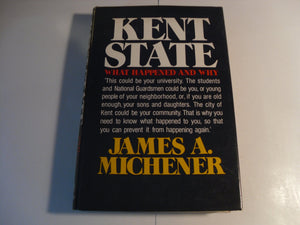 KENT
STATE
WHAT HAPPENED AND WHY
'This could be your university. The students
and National Guardsmen could be you, or young
people of your neighborhood, or, if you are old
enough, your sons and daughters. The city of
Kent could be your community. That is why you
need to know what happened to you, so that
you can prevent it from happening again.'
JAMES A.
MICHENER